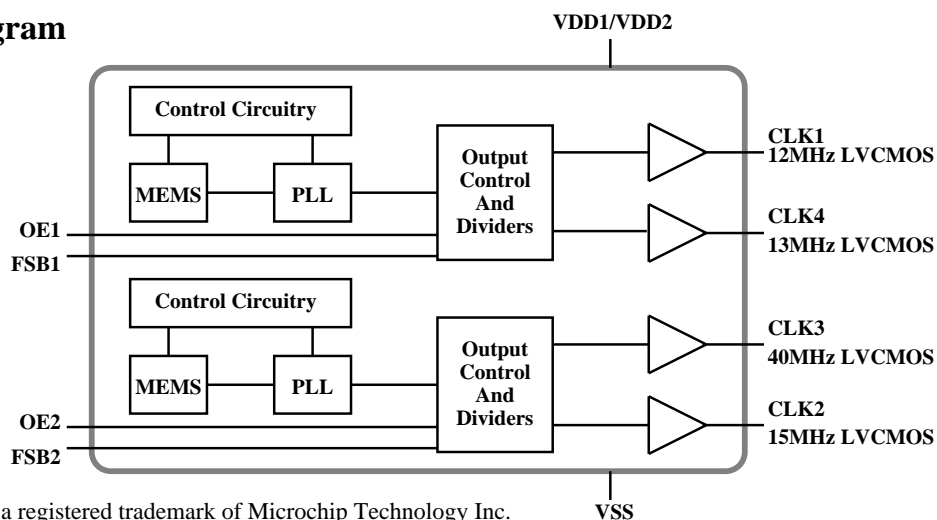 gram
VDD1/VDD2
Control Circuitry
MEMS
PLL
Output
Control
And
Dividers
CLK1
12MHz LVCMOS
CLK4
13MHz LVCMOS
OE1
FSB1
Control Circuitry
MEMS
PLL
Output
Control
And
Dividers
CLK3
40MHz LVCMOS
CLK2
15MHz LVCMOS
OE2
FSB2
VSS
a registered trademark of Microchip Technology Inc.